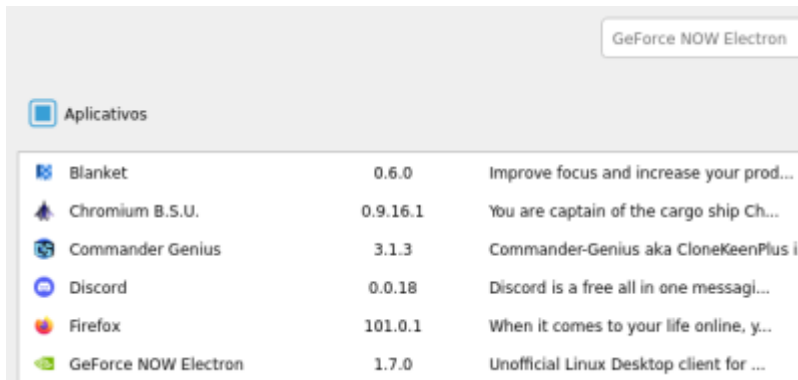 GeForce NOW Electron
Aplicativos
Blanket 0.6.0 Improve focus and increase your prod...
Chromium B.S.U. 0.9.16.1 You are captain of the cargo ship Ch...
Commander Genius 3.1.3 Commander-Genius aka CloneKeenPlus i
Discord 0.0.18 Discord is a free all in one messagi...
Firefox 101.0.1 When it comes to your life online, y...
GeForce NOW Electron 1.7.0 Unofficial Linux Desktop client for ...